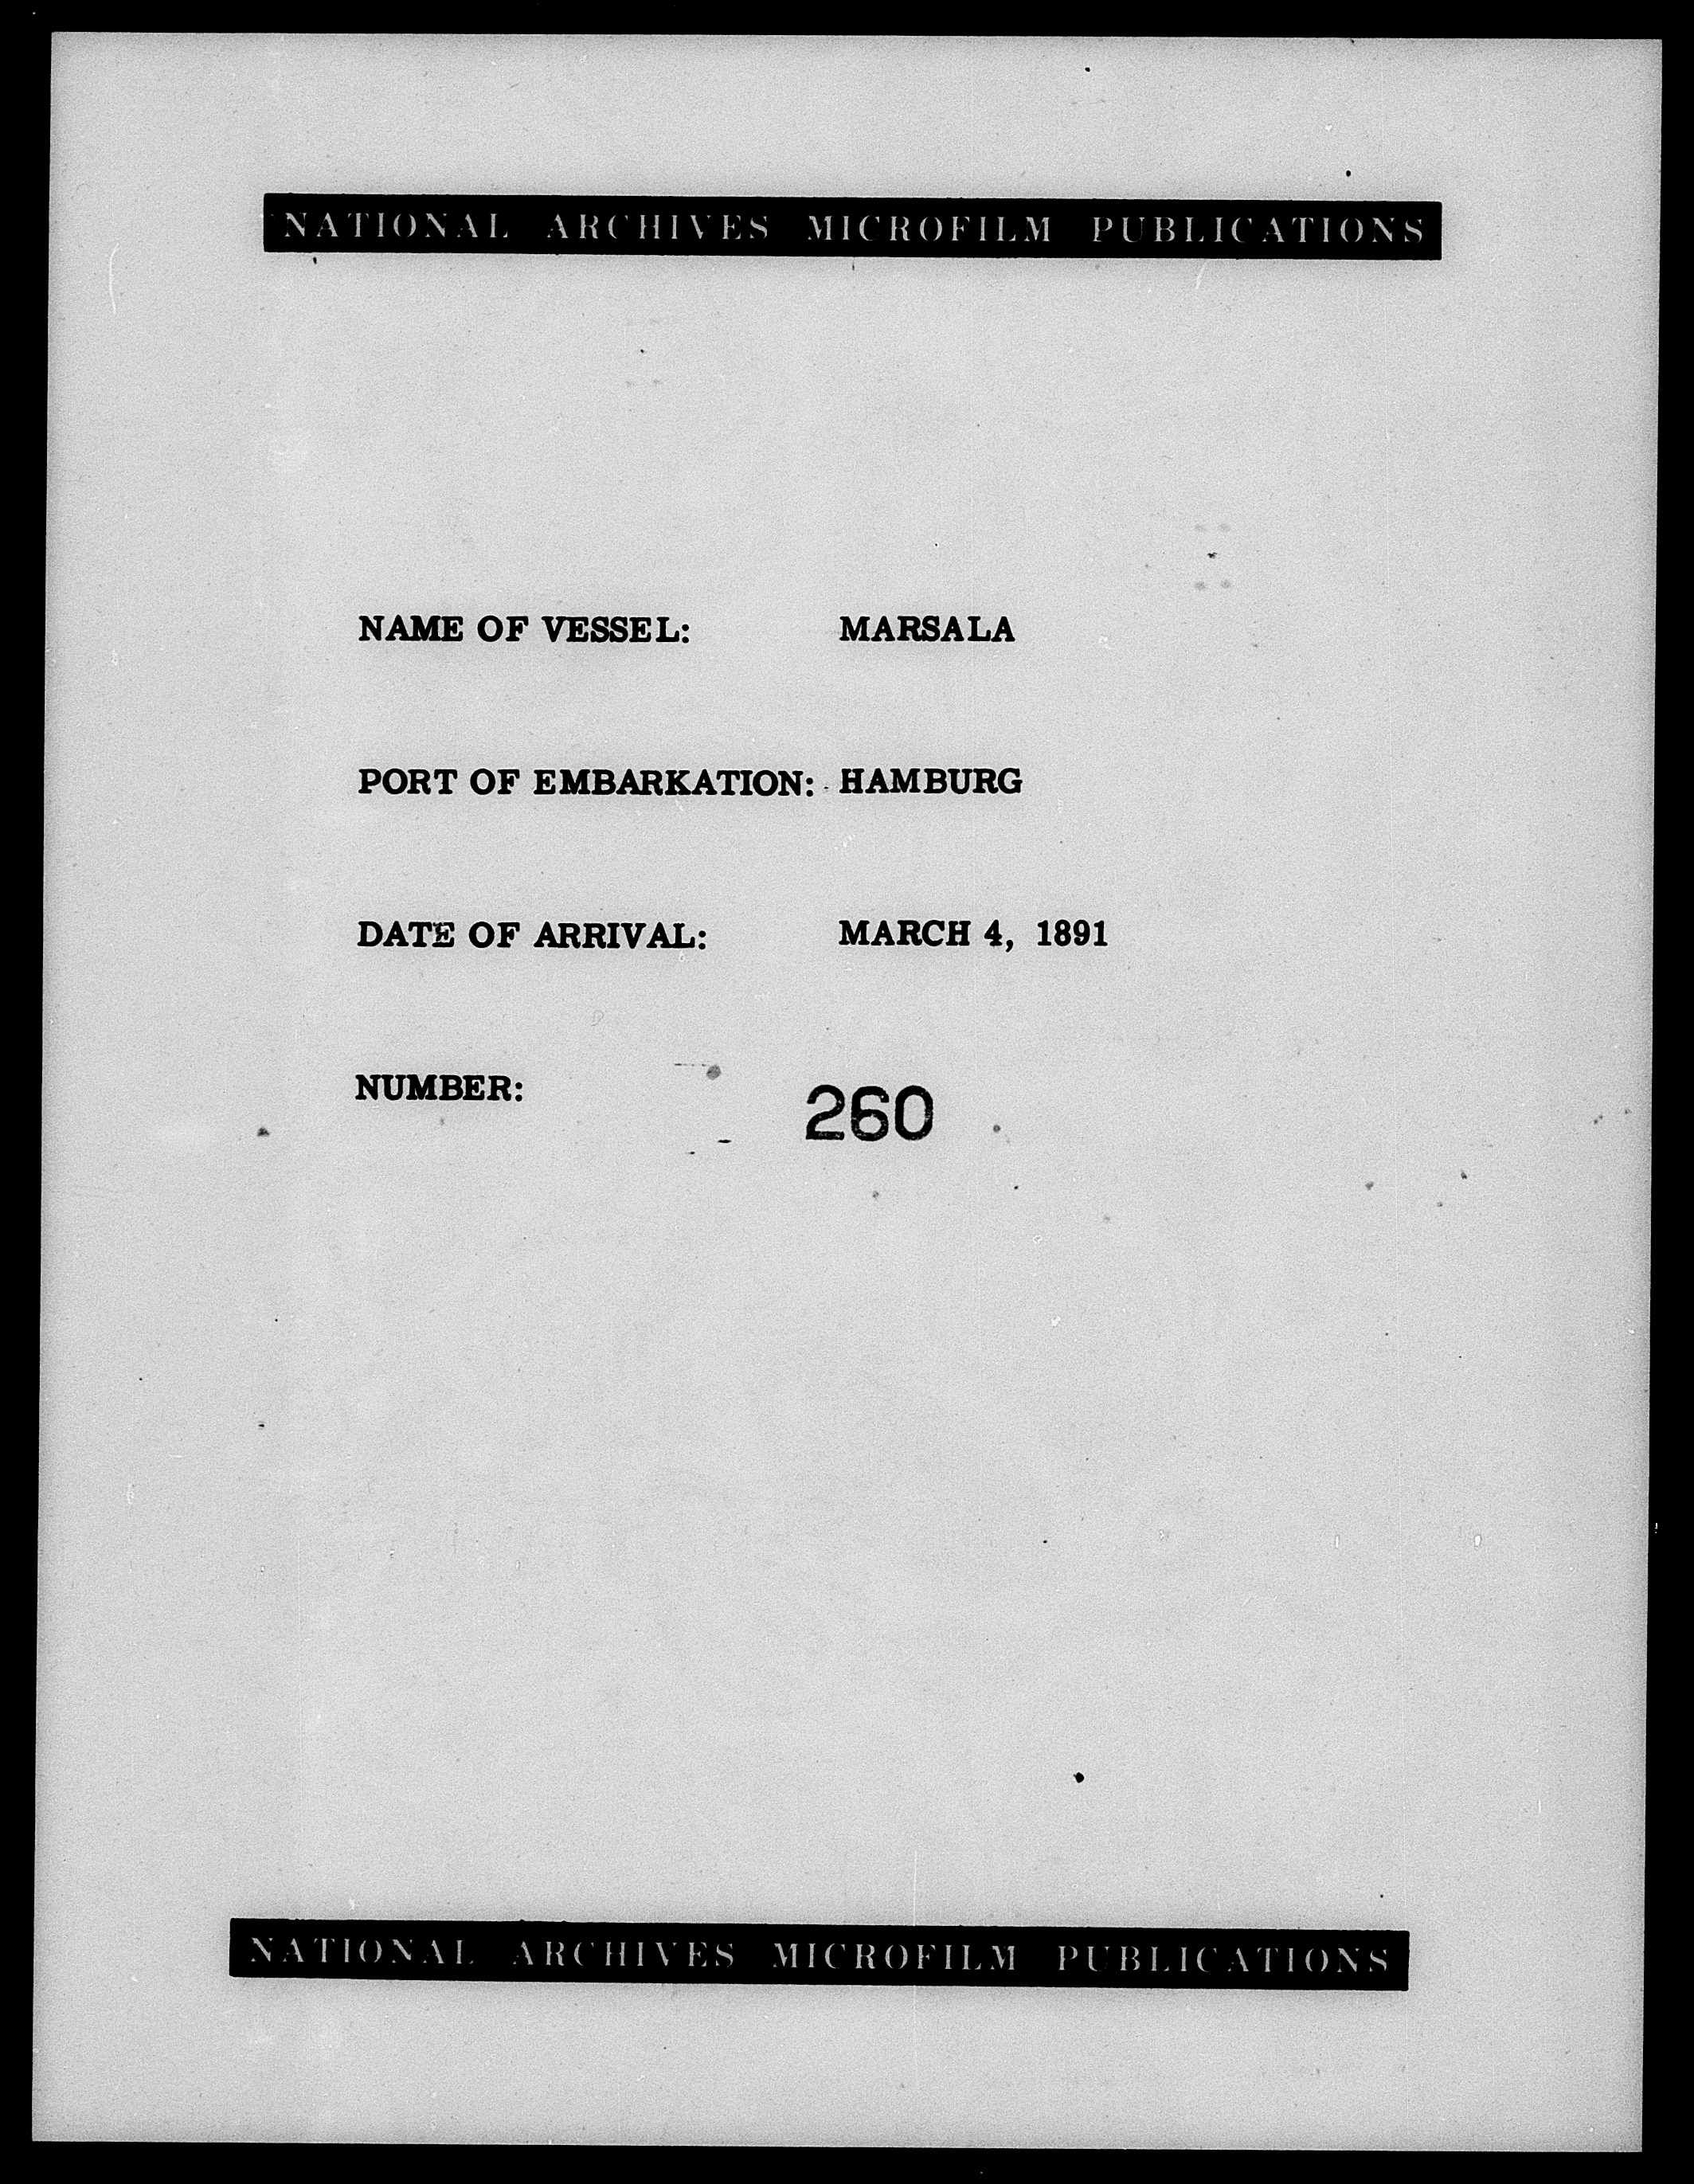 NATIONAL ARCHIVES MICROFILM PUBLICATIONS
NAME OF VESSEL: MARSALA
PORT OF EMBARKATION: HAMBURG
DATE OF ARRIVAL: MARCH 4, 1891
NUMBER: 260
NATIONAL ARCHIVES MICROFILM PUBLICATIONS